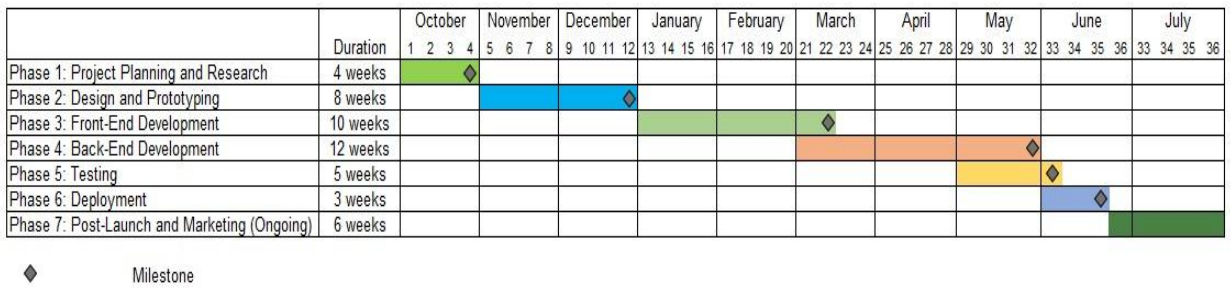 October November December January February March April May June July
Duration 1 2 3 4 5 6 7 8 9 10 11 12 13 14 15 16 17 18 19 20 21 22 23 24 25 26 27 28 29 30 31 32 33 34 35 36 33 34 35 36
Phase 1: Project Planning and Research 4 weeks
Phase 2: Design and Prototyping 8 weeks
Phase 3: Front-End Development 10 weeks
Phase 4: Back-End Development 12 weeks
Phase 5: Testing 5 weeks
Phase 6: Deployment 3 weeks
Phase 7: Post-Launch and Marketing (Ongoing) 6 weeks
Milestone